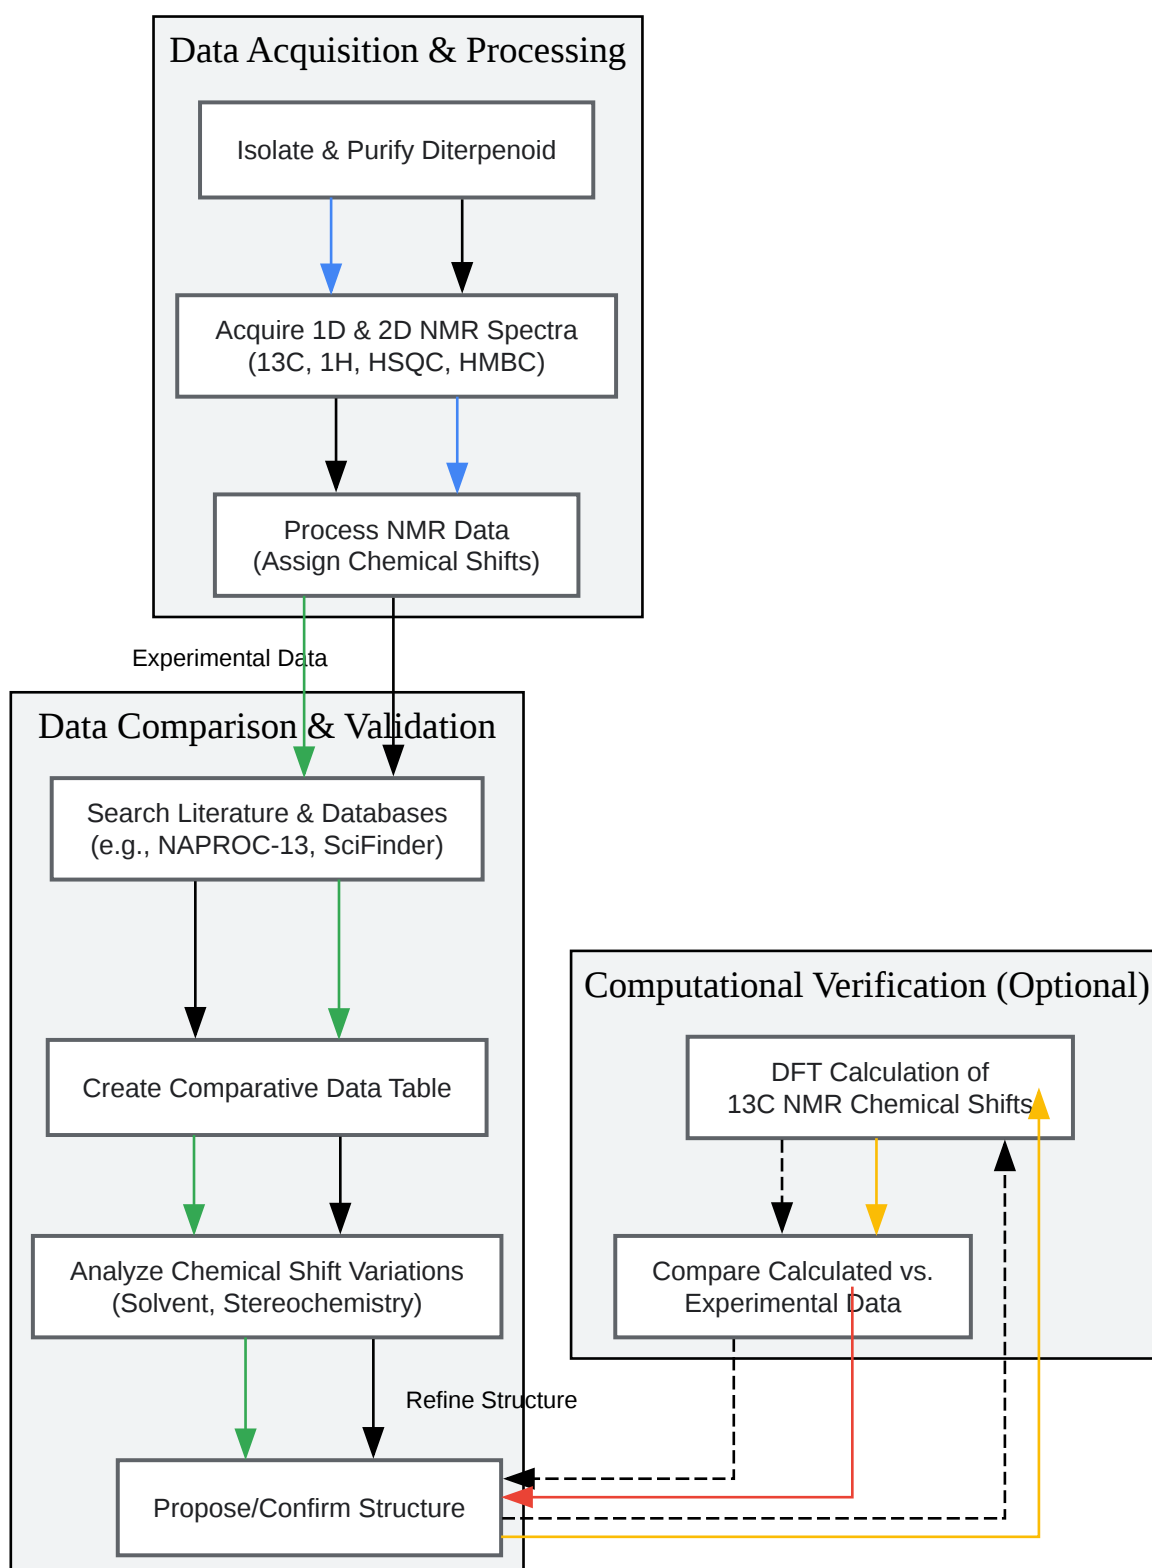 Data Acquisition & Processing
Isolate & Purify Diterpenoid
Acquire 1D & 2D NMR Spectra
(13C, 1H, HSQC, HMBC)
Process NMR Data
(Assign Chemical Shifts)
Experimental Data
Data Comparison & Validation
Search Literature & Databases
(e.g., NAPROC-13, SciFinder)
Create Comparative Data Table
Analyze Chemical Shift Variations
(Solvent, Stereochemistry)
Refine Structure
Propose/Confirm Structure
Computational Verification (Optional)
DFT Calculation of
13C NMR Chemical Shifts
Compare Calculated vs.
Experimental Data